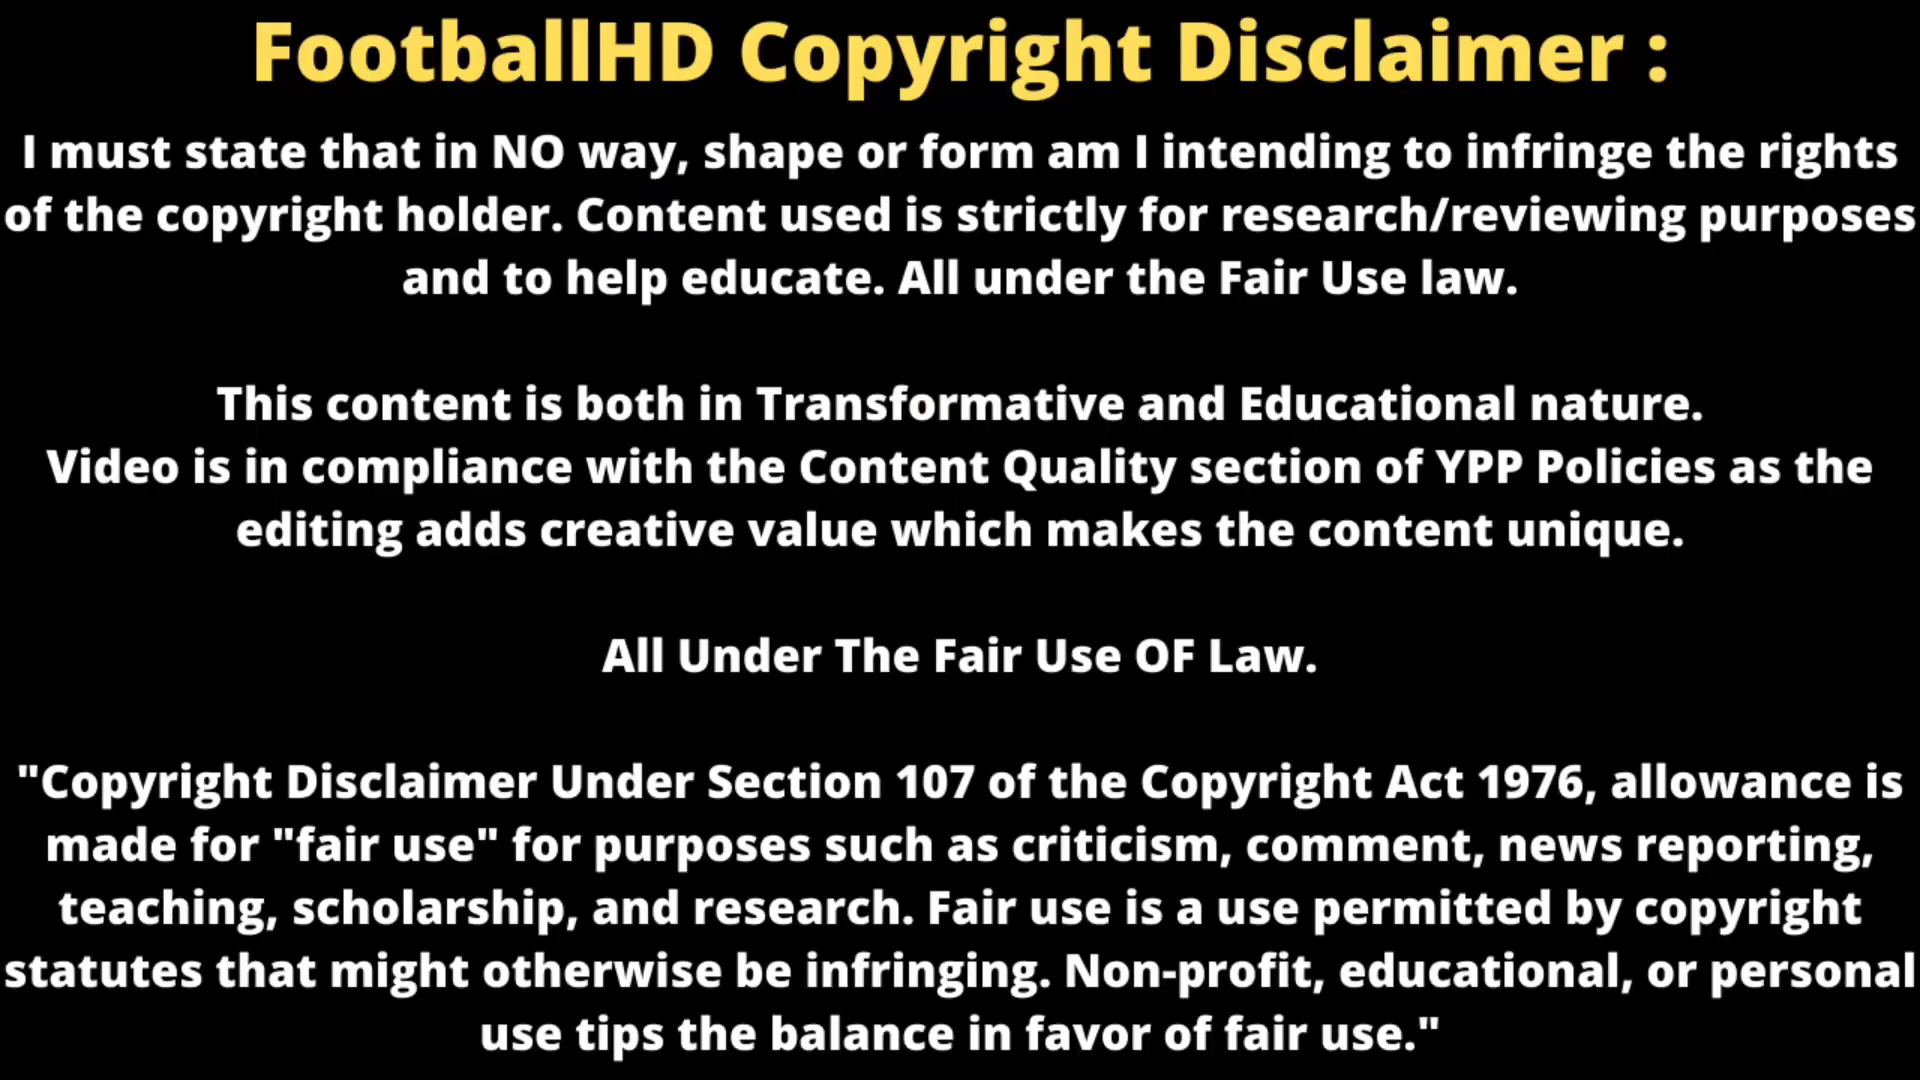 FootballHD Copyright Disclaimer :
I must state that in NO way, shape or form am I intending to infringe the rights
of the copyright holder. Content used is strictly for research/reviewing purposes
and to help educate. All under the Fair Use law.
This content is both in Transformative and Educational nature.
Video is in compliance with the Content Quality section of YPP Policies as the
editing adds creative value which makes the content unique.
All Under The Fair Use OF Law.
"Copyright Disclaimer Under Section 107 of the Copyright Act 1976, allowance is
made for "fair use" for purposes such as criticism, comment, news reporting,
teaching, scholarship, and research. Fair use is a use permitted by copyright
statutes that might otherwise be infringing. Non-profit, educational, or personal
use tips the balance in favor of fair use."